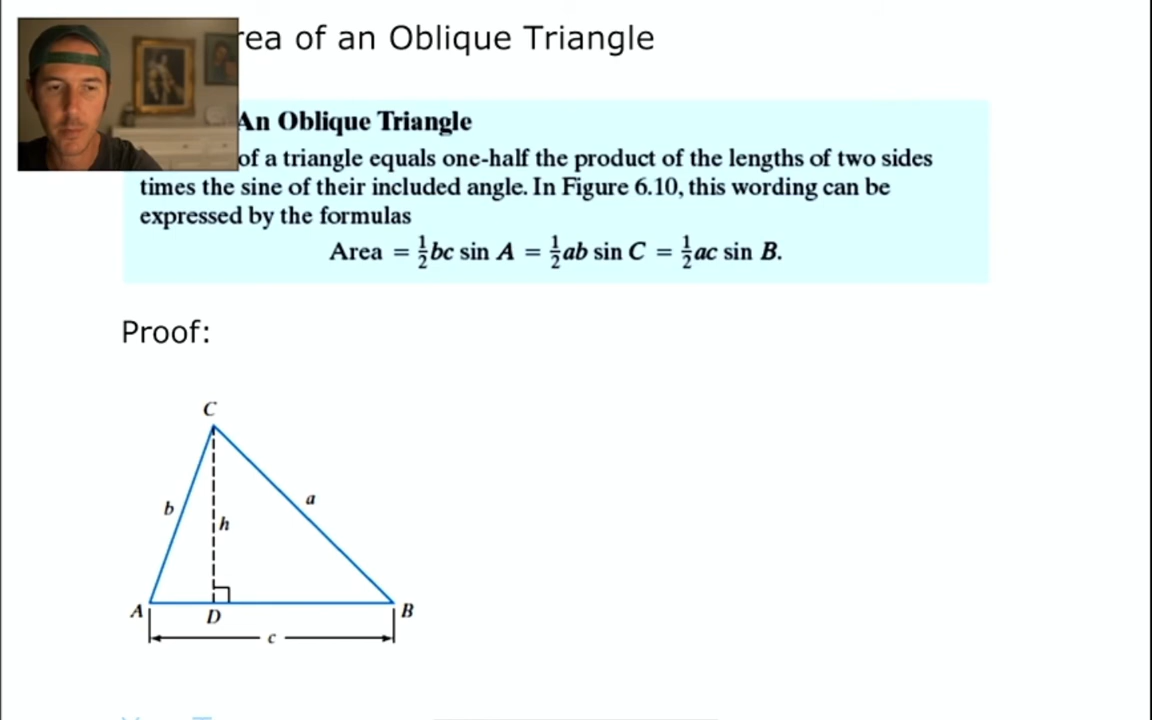 rea of an Oblique Triangle
An Oblique Triangle
of a triangle equals one-half the product of the lengths of two sides
times the sine of their included angle. In Figure 6.10, this wording can be
expressed by the formulas
Area = ½bc sin A = ½ab sin C = ½ac sin B.
Proof:
C
b
a
h
A
D
B
c